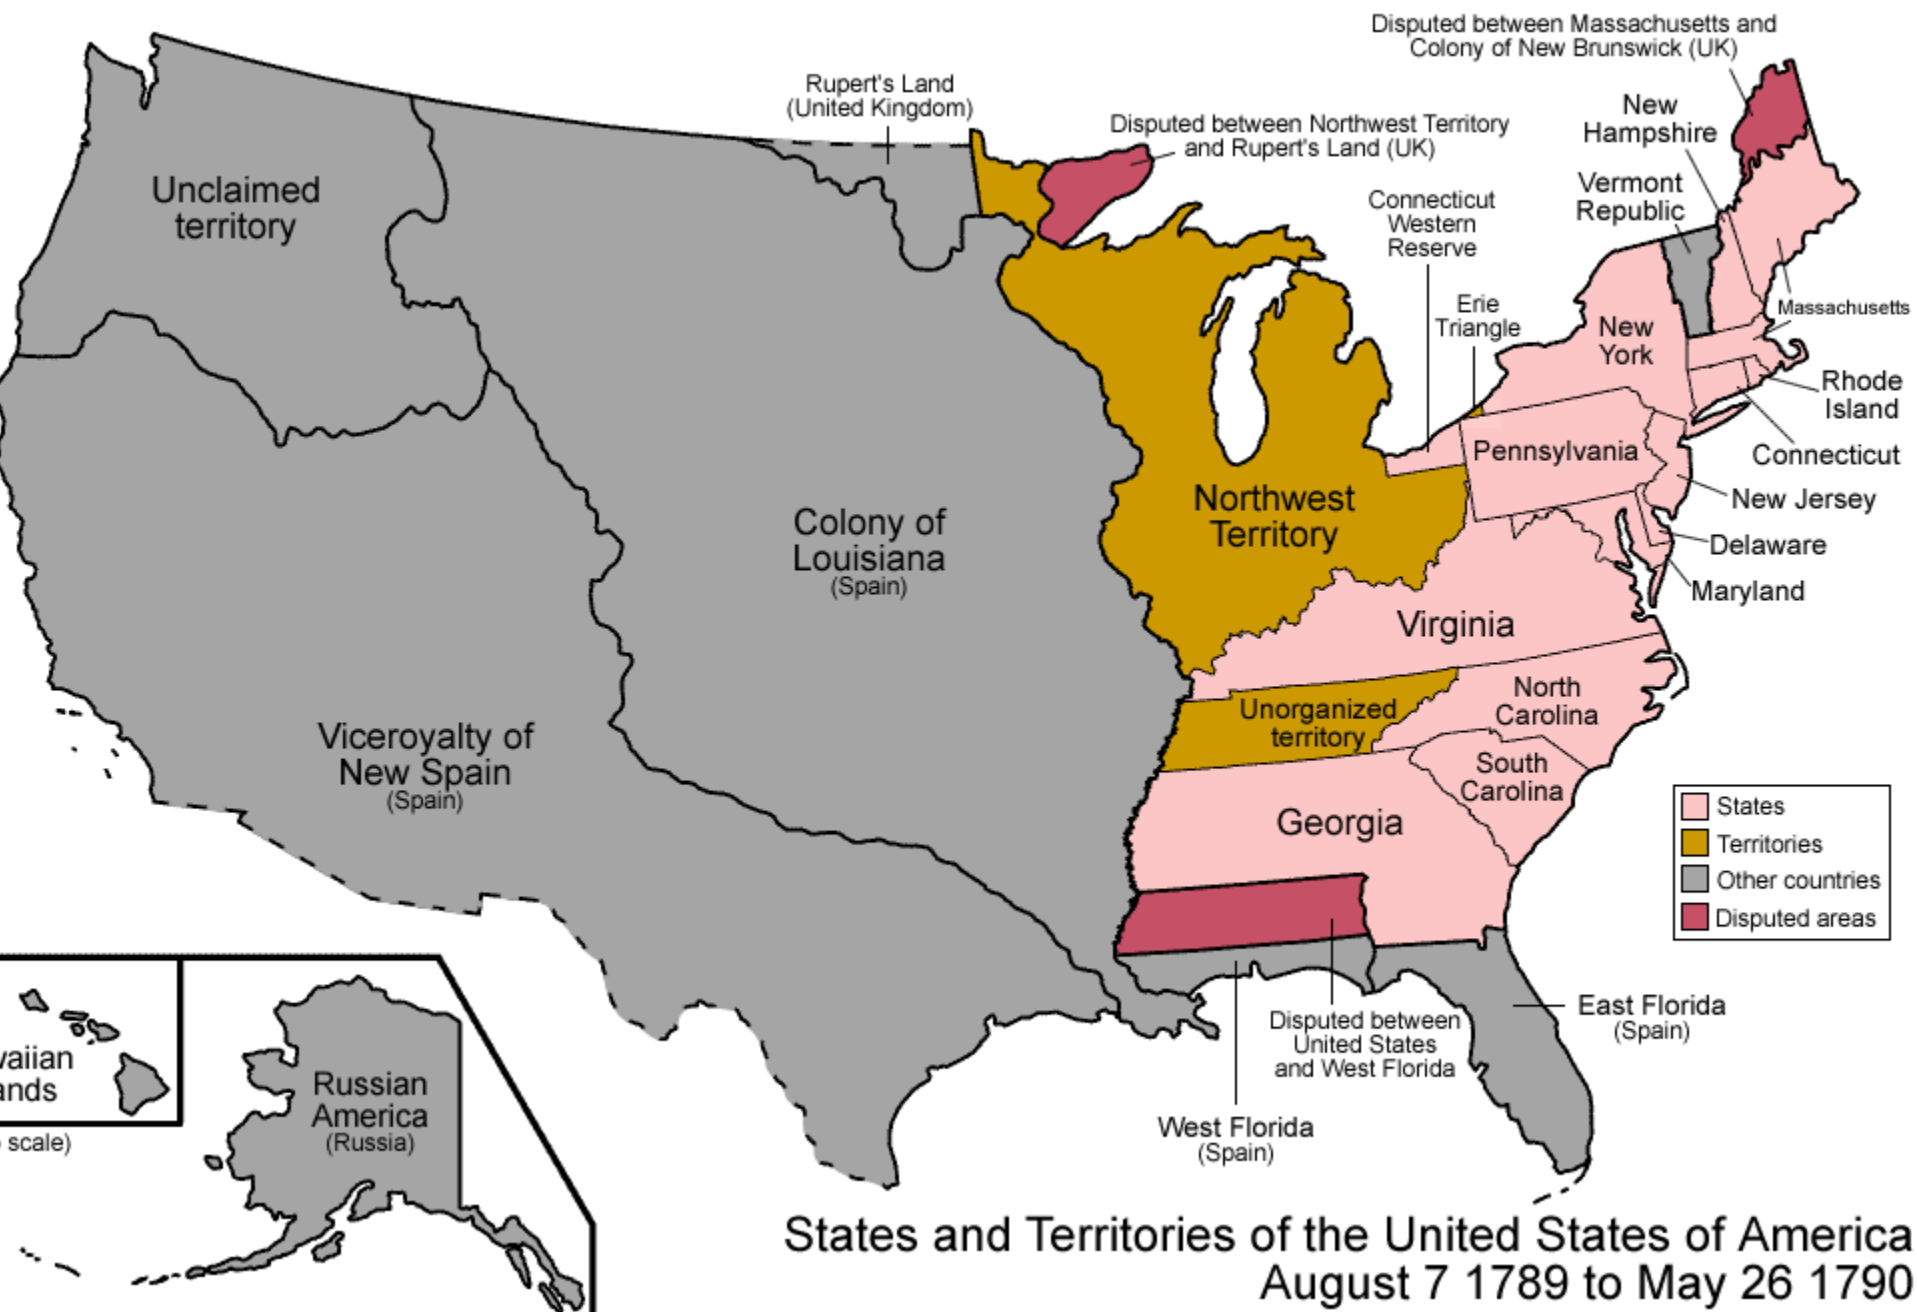 Disputed between Massachusetts and
Colony of New Brunswick (UK)
Rupert's Land
(United Kingdom)
New
Hampshire
Disputed between Northwest Territory
and Rupert's Land (UK)
Vermont
Republic
Unclaimed
territory
Connecticut
Western
Reserve
Erie
Triangle
Massachusetts
New
York
Rhode
Island
Pennsylvania
Connecticut
New Jersey
Northwest
Territory
Colony of
Louisiana
(Spain)
Delaware
Maryland
Virginia
North
Carolina
Unorganized
territory
Viceroyalty of
New Spain
(Spain)
South
Carolina
Georgia
States
Territories
Other countries
Disputed areas
East Florida
(Spain)
Disputed between
United States
and West Florida
West Florida
(Spain)
waiian
ands
scale)
Russian
America
(Russia)
States and Territories of the United States of America
August 7 1789 to May 26 1790